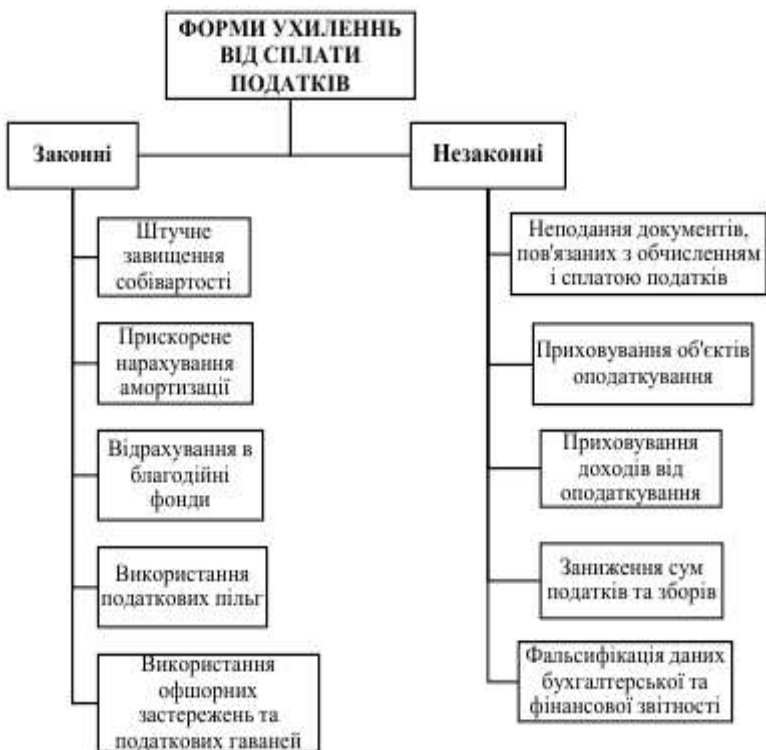 ФОРМИ УХИЛЕННЬ
ВІД СПЛАТИ
ПОДАТКІВ
Законні
Незаконні
Штучне
завищення
собівартості
Прискорене
нарахування
амортизації
Відрахування в
благодійні
фонди
Використання
податкових пільг
Використання
офшорних
застережень та
податкових гаваней
Неподання документів,
пов'язаних з обчисленням
і сплатою податків
Приховування об'єктів
оподаткування
Приховування
доходів від
оподаткування
Заниження сум
податків та зборів
Фальсифікація даних
бухгалтерської та
фінансової звітності